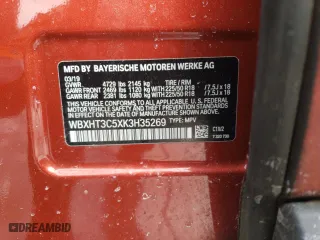 MFD BY BAYERISCHE MOTOREN WERKE AG
03/19
GVWR 4729 lbs 2145 kg TIRE / RIM
GAWR FRONT 2469 lbs 1120 kg 225/50 R18 /7.5J x 18
GAWR REAR 2381 lbs 1080 kg 225/50 R18 /7.5J x 18
THIS VEHICLE CONFORMS TO ALL APPLICABLE
FEDERAL MOTOR VEHICLE SAFETY, BUMPER, AND
THEFT PREVENTION STANDARDS IN EFFECT ON THE
DATE OF MANUFACTURE SHOWN ABOVE.
WBXHT3C5XK3H35269 TYPE: MPV